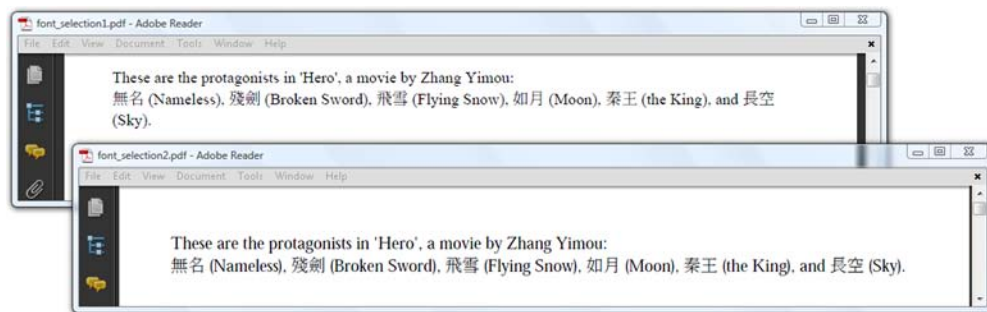 font_selection1.pdf - Adobe Reader
File Edit View Document Tools Window Help
These are the protagonists in 'Hero', a movie by Zhang Yimou:
無名 (Nameless), 殘劍 (Broken Sword), 飛雪 (Flying Snow), 如月 (Moon), 秦王 (the King), and 長空
(Sky).
font_selection2.pdf - Adobe Reader
File Edit View Document Tools Window Help
These are the protagonists in 'Hero', a movie by Zhang Yimou:
無名 (Nameless), 殘劍 (Broken Sword), 飛雪 (Flying Snow), 如月 (Moon), 秦王 (the King), and 長空 (Sky).